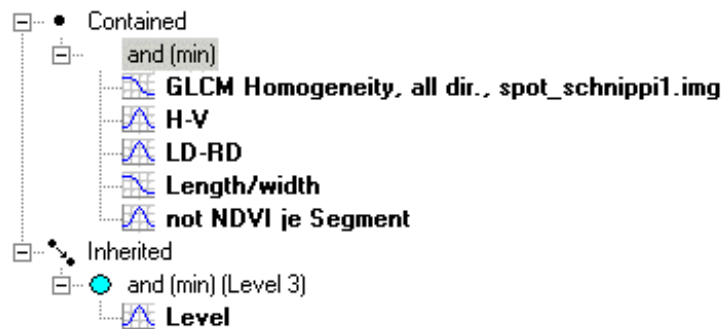 Contained
and (min)
GLCM Homogeneity, all dir., spot_schnippi1.img
H-V
LD-RD
Length/width
not NDVI je Segment
Inherited
and (min) (Level 3)
Level